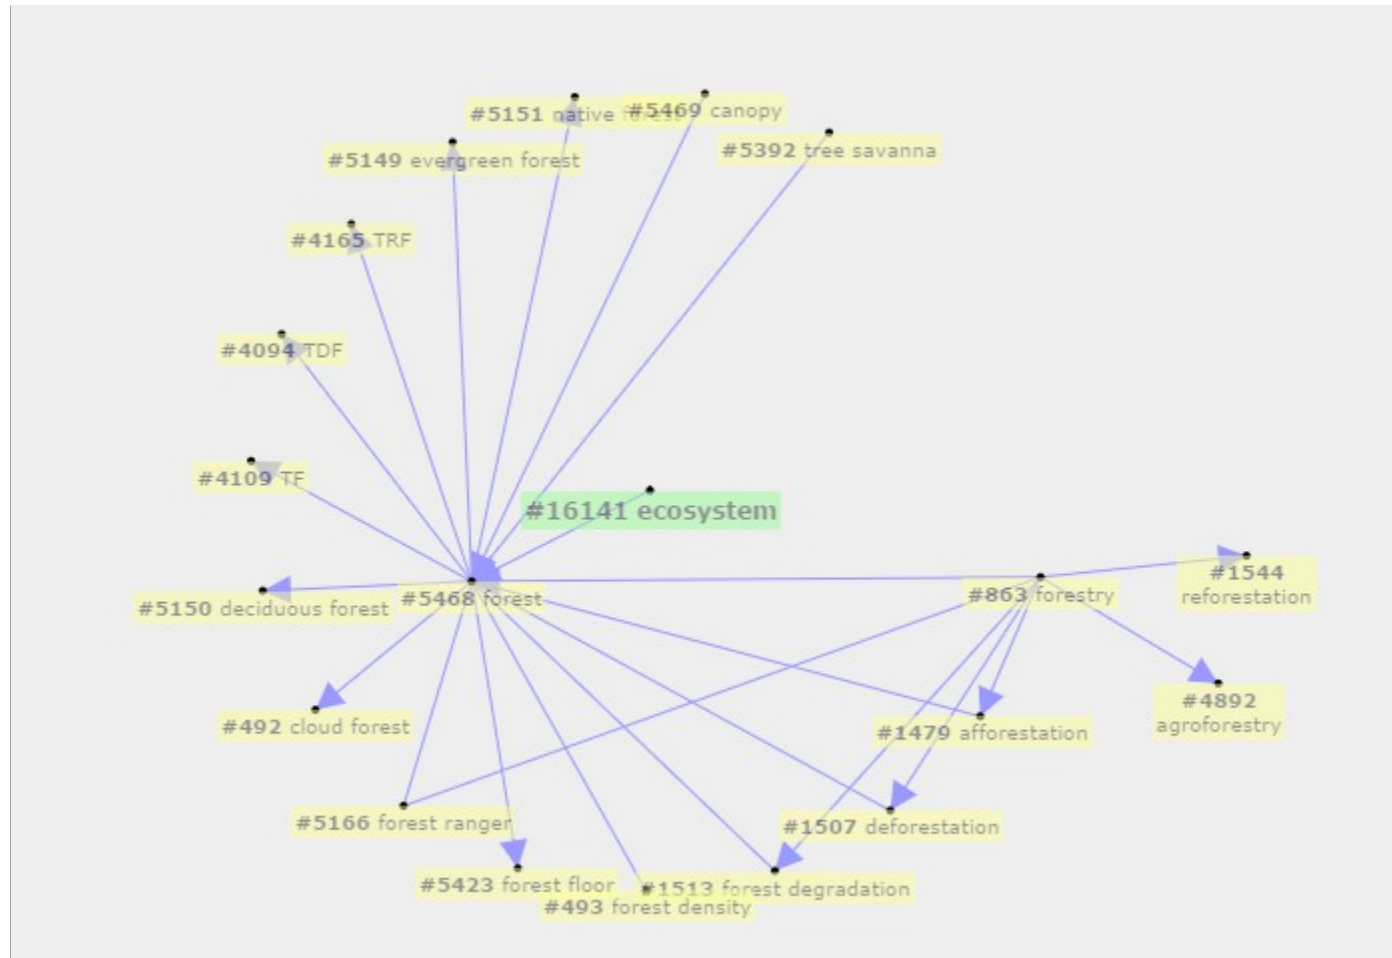 #5151 native forest
#5469 canopy
#5392 tree savanna
#5149 evergreen forest
#4165 TRF
#4094 TDF
#4109 TF
#16141 ecosystem
#1544
reforestation
#5150 deciduous forest
#5468 forest
#863 forestry
#4892
agroforestry
#492 cloud forest
#1479 afforestation
#5166 forest ranger
#1507 deforestation
#5423 forest floor
#1513 forest degradation
#493 forest density